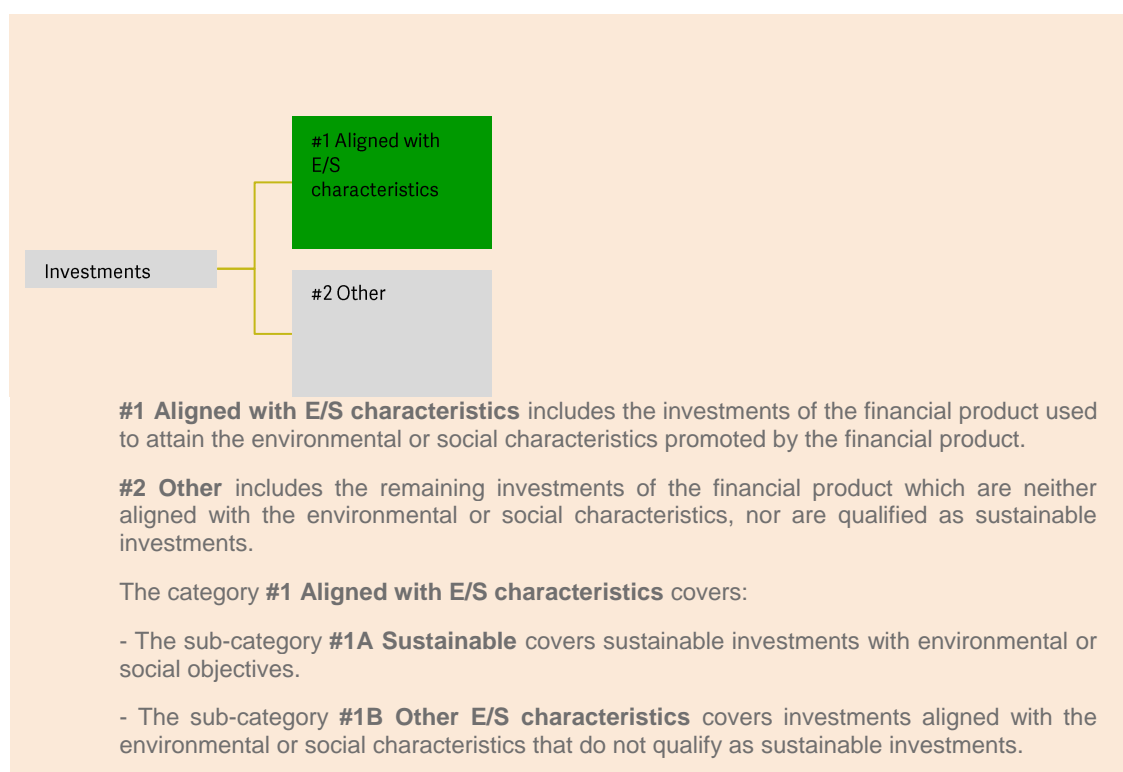 #1 Aligned with
E/S
characteristics
Investments
#2 Other
#1 Aligned with E/S characteristics includes the investments of the financial product used
to attain the environmental or social characteristics promoted by the financial product.
#2 Other includes the remaining investments of the financial product which are neither
aligned with the environmental or social characteristics, nor are qualified as sustainable
investments.
The category #1 Aligned with E/S characteristics covers:
- The sub-category #1A Sustainable covers sustainable investments with environmental or
social objectives.
- The sub-category #1B Other E/S characteristics covers investments aligned with the
environmental or social characteristics that do not qualify as sustainable investments.